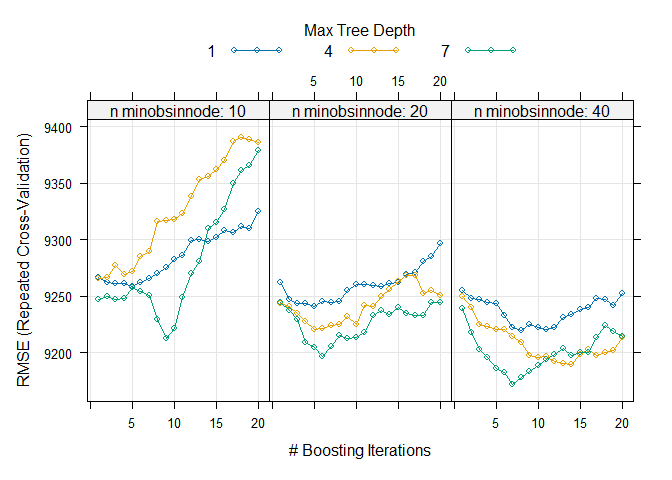 Max Tree Depth
1 4 7
5 10 15 20
n minobsinnode: 10 n minobsinnode: 20 n minobsinnode: 40
9400
9350
9300
9250
9200
RMSE (Repeated Cross-Validation)
5 10 15 20 5 10 15 20
# Boosting Iterations